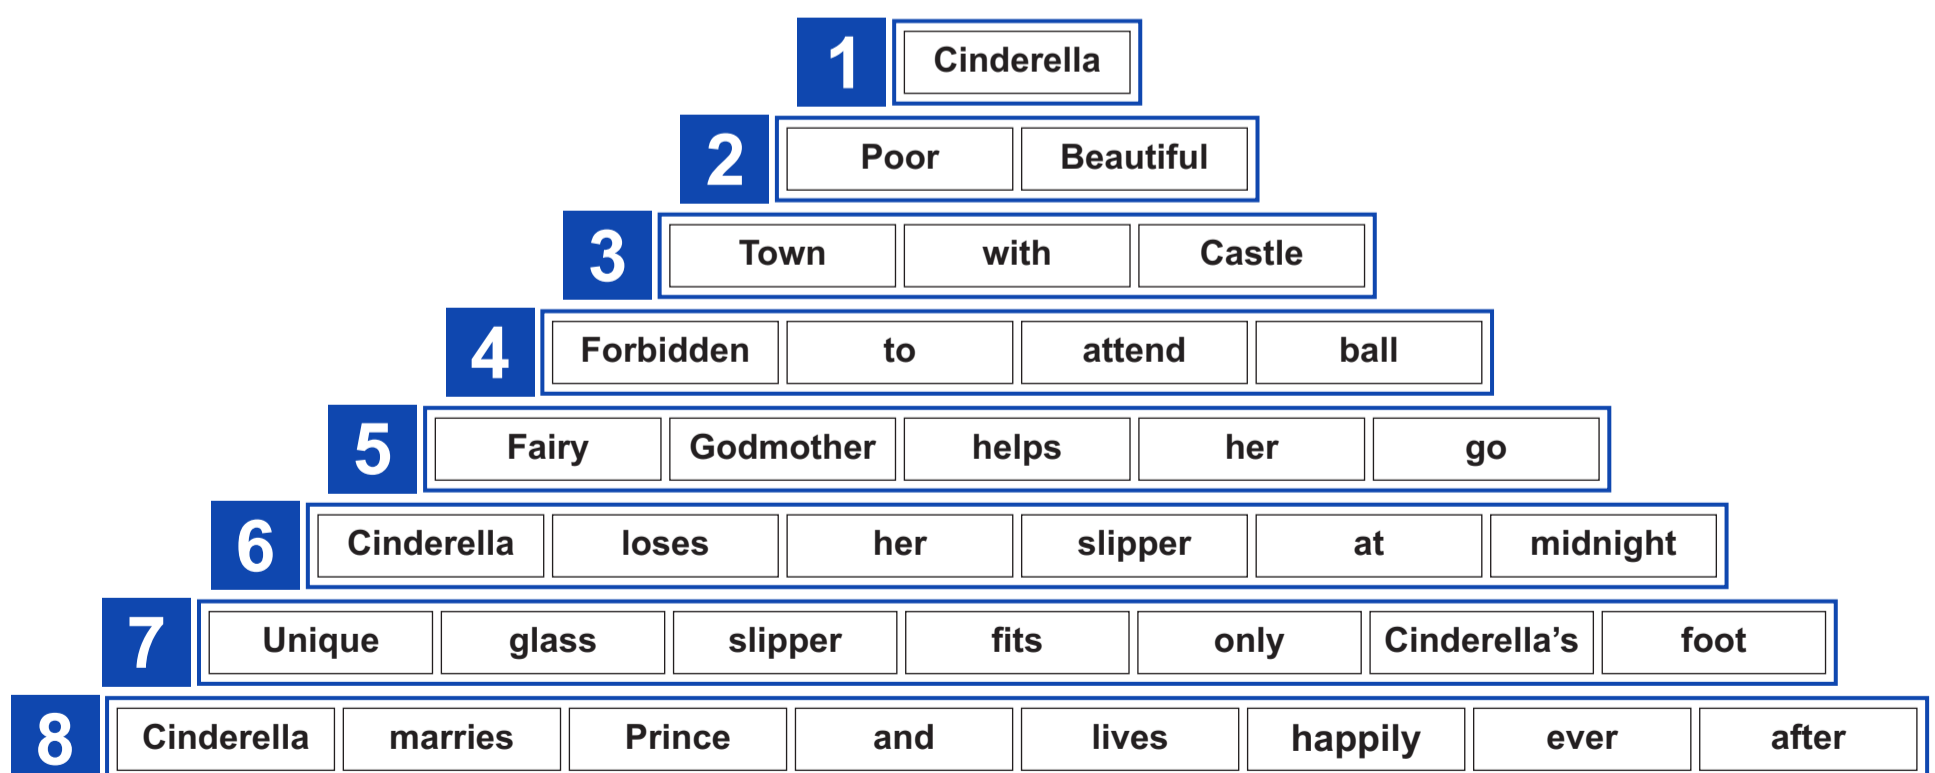 1 Cinderella
2 Poor Beautiful
3 Town with Castle
4 Forbidden to attend ball
5 Fairy Godmother helps her go
6 Cinderella loses her slipper at midnight
7 Unique glass slipper fits only Cinderella’s foot
8 Cinderella marries Prince and lives happily ever after